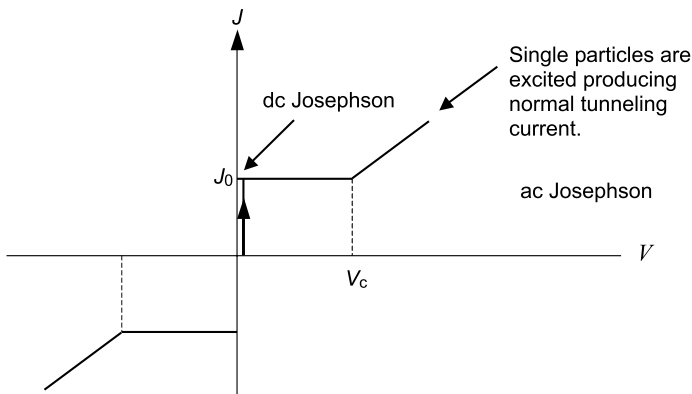 J
Single particles are
excited producing
normal tunneling
current.
dc Josephson
J0
ac Josephson
V
Vc